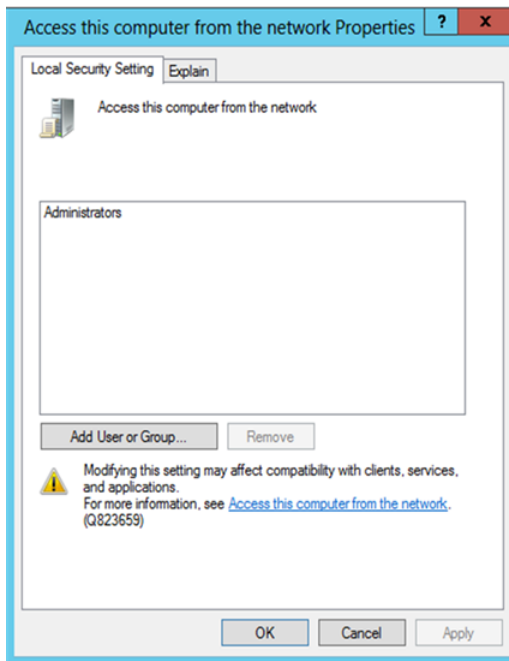 Access this computer from the network Properties
?
x
Local Security Setting
Explain
Access this computer from the network
Administrators
Add User or Group...
Remove
Modifying this setting may affect compatibility with clients, services,
and applications.
For more information, see Access this computer from the network.
(Q823659)
OK
Cancel
Apply